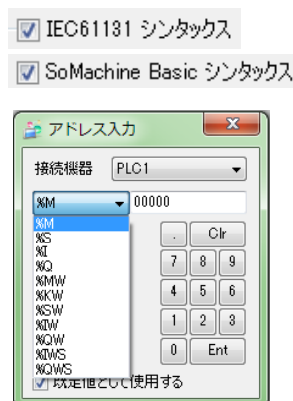 IEC61131 シンタックス
SoMachine Basic シンタックス
アドレス入力
接続機器 PLC1
%M 00000
%M
%S
%I
%Q
%MW
%KW
%SW
%IW
%QW
%IWS
%QWS
. Clr
7 8 9
4 5 6
1 2 3
0 Ent
既定値として使用する